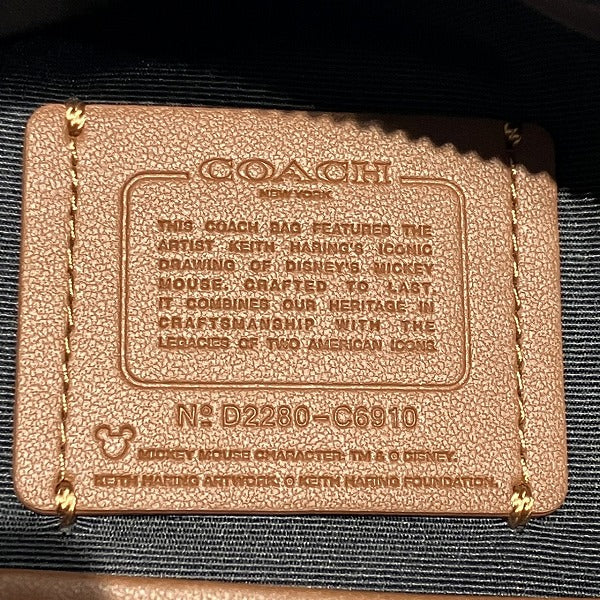 COACH
NEW YORK
THIS COACH BAG FEATURES THE
ARTIST KEITH HARING'S ICONIC
DRAWING OF DISNEY'S MICKEY
MOUSE. CRAFTED TO LAST,
IT COMBINES OUR HERITAGE IN
CRAFTSMANSHIP WITH THE
LEGACIES OF TWO AMERICAN ICONS.
Nº D2280-C6910
MICKEY MOUSE CHARACTER: TM & © DISNEY.
KEITH HARING ARTWORK: © KEITH HARING FOUNDATION.